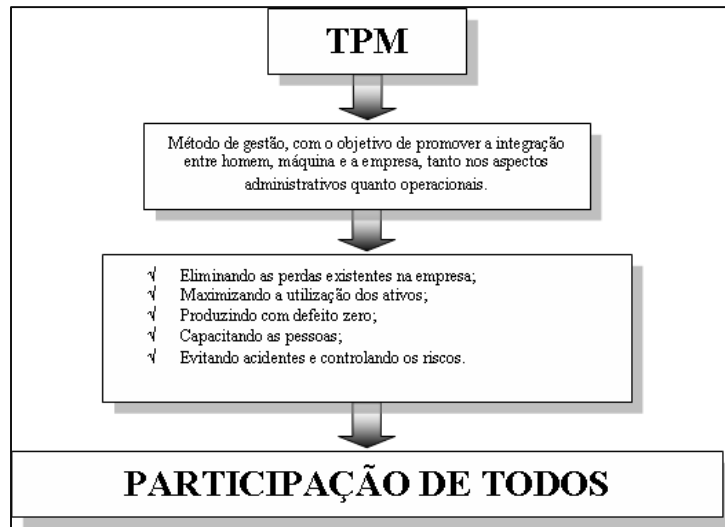 TPM
Método de gestão, com o objetivo de promover a integração
entre homem, máquina e a empresa, tanto nos aspectos
administrativos quanto operacionais.
√ Eliminando as perdas existentes na empresa;
√ Maximizando a utilização dos ativos;
√ Produzindo com defeito zero;
√ Capacitando as pessoas;
√ Evitando acidentes e controlando os riscos.
PARTICIPAÇÃO DE TODOS